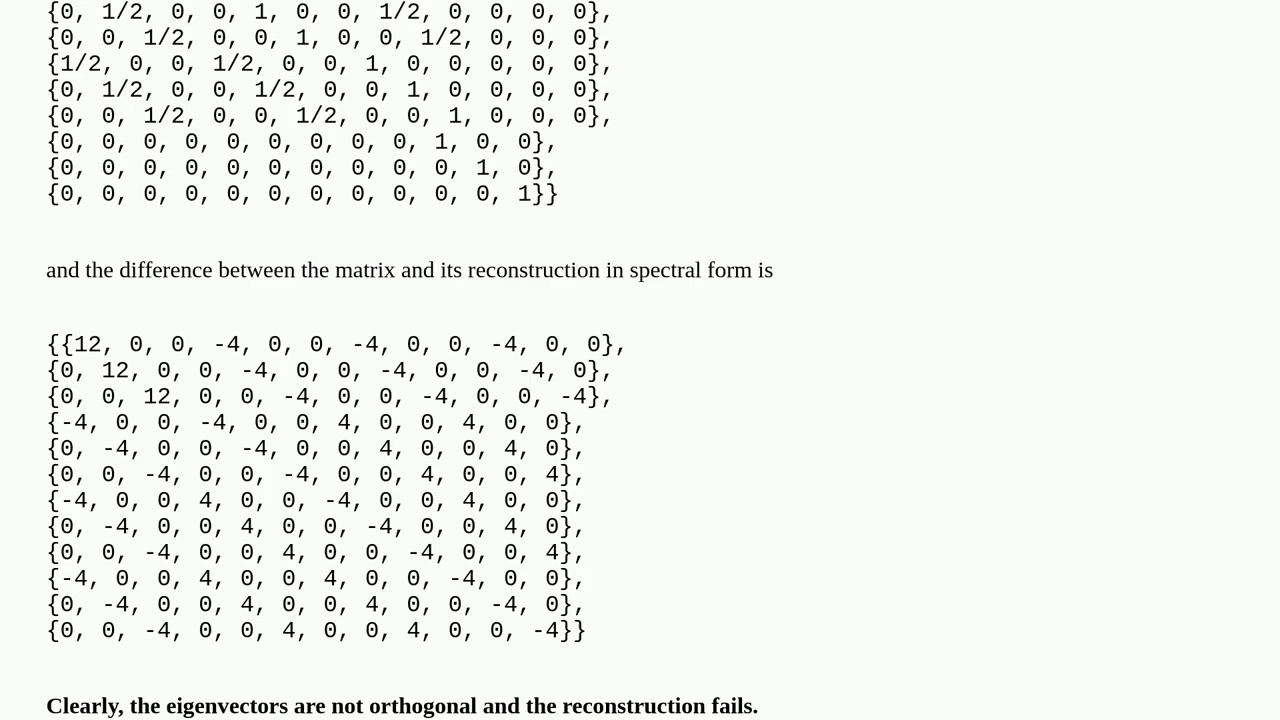 {0, 1/2, 0, 0, 1, 0, 0, 1/2, 0, 0, 0, 0},
{0, 0, 1/2, 0, 0, 1, 0, 0, 1/2, 0, 0, 0},
{1/2, 0, 0, 1/2, 0, 0, 1, 0, 0, 0, 0, 0},
{0, 1/2, 0, 0, 1/2, 0, 0, 1, 0, 0, 0, 0},
{0, 0, 1/2, 0, 0, 1/2, 0, 0, 1, 0, 0, 0},
{0, 0, 0, 0, 0, 0, 0, 0, 0, 1, 0, 0},
{0, 0, 0, 0, 0, 0, 0, 0, 0, 0, 1, 0},
{0, 0, 0, 0, 0, 0, 0, 0, 0, 0, 0, 1}}
and the difference between the matrix and its reconstruction in spectral form is
{{12, 0, 0, -4, 0, 0, -4, 0, 0, -4, 0, 0},
{0, 12, 0, 0, -4, 0, 0, -4, 0, 0, -4, 0},
{0, 0, 12, 0, 0, -4, 0, 0, -4, 0, 0, -4},
{-4, 0, 0, -4, 0, 0, 4, 0, 0, 4, 0, 0},
{0, -4, 0, 0, -4, 0, 0, 4, 0, 0, 4, 0},
{0, 0, -4, 0, 0, -4, 0, 0, 4, 0, 0, 4},
{-4, 0, 0, 4, 0, 0, -4, 0, 0, 4, 0, 0},
{0, -4, 0, 0, 4, 0, 0, -4, 0, 0, 4, 0},
{0, 0, -4, 0, 0, 4, 0, 0, -4, 0, 0, 4},
{-4, 0, 0, 4, 0, 0, 4, 0, 0, -4, 0, 0},
{0, -4, 0, 0, 4, 0, 0, 4, 0, 0, -4, 0},
{0, 0, -4, 0, 0, 4, 0, 0, 4, 0, 0, -4}}
Clearly, the eigenvectors are not orthogonal and the reconstruction fails.